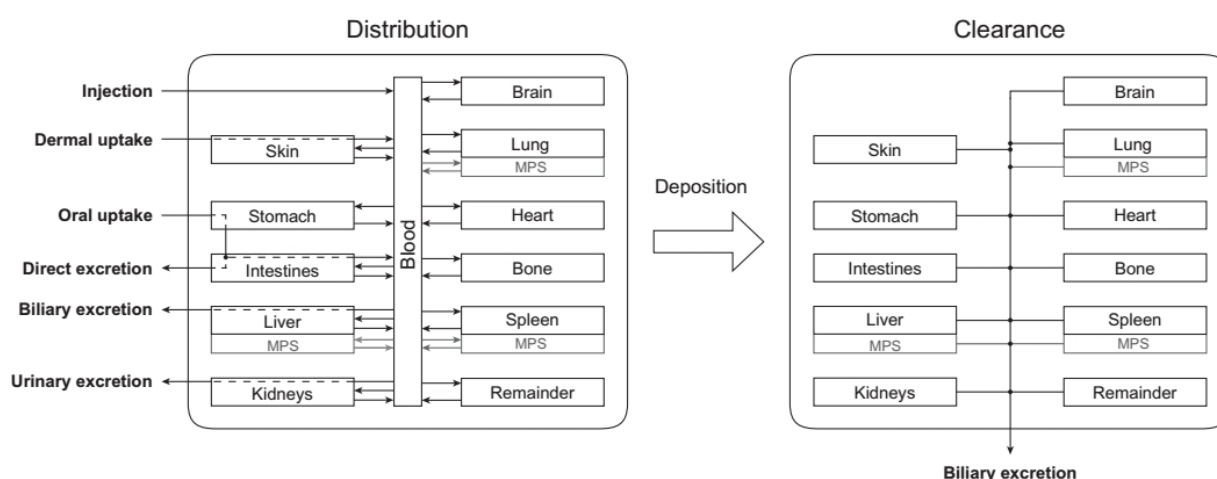 Distribution
Injection
Dermal uptake
Oral uptake
Direct excretion
Biliary excretion
Urinary excretion
Skin
Stomach
Intestines
Liver
MPS
Kidneys
Blood
Brain
Lung
MPS
Heart
Bone
Spleen
MPS
Remainder
Deposition
Clearance
Skin
Stomach
Intestines
Liver
MPS
Kidneys
Brain
Lung
MPS
Heart
Bone
Spleen
MPS
Remainder
Biliary excretion